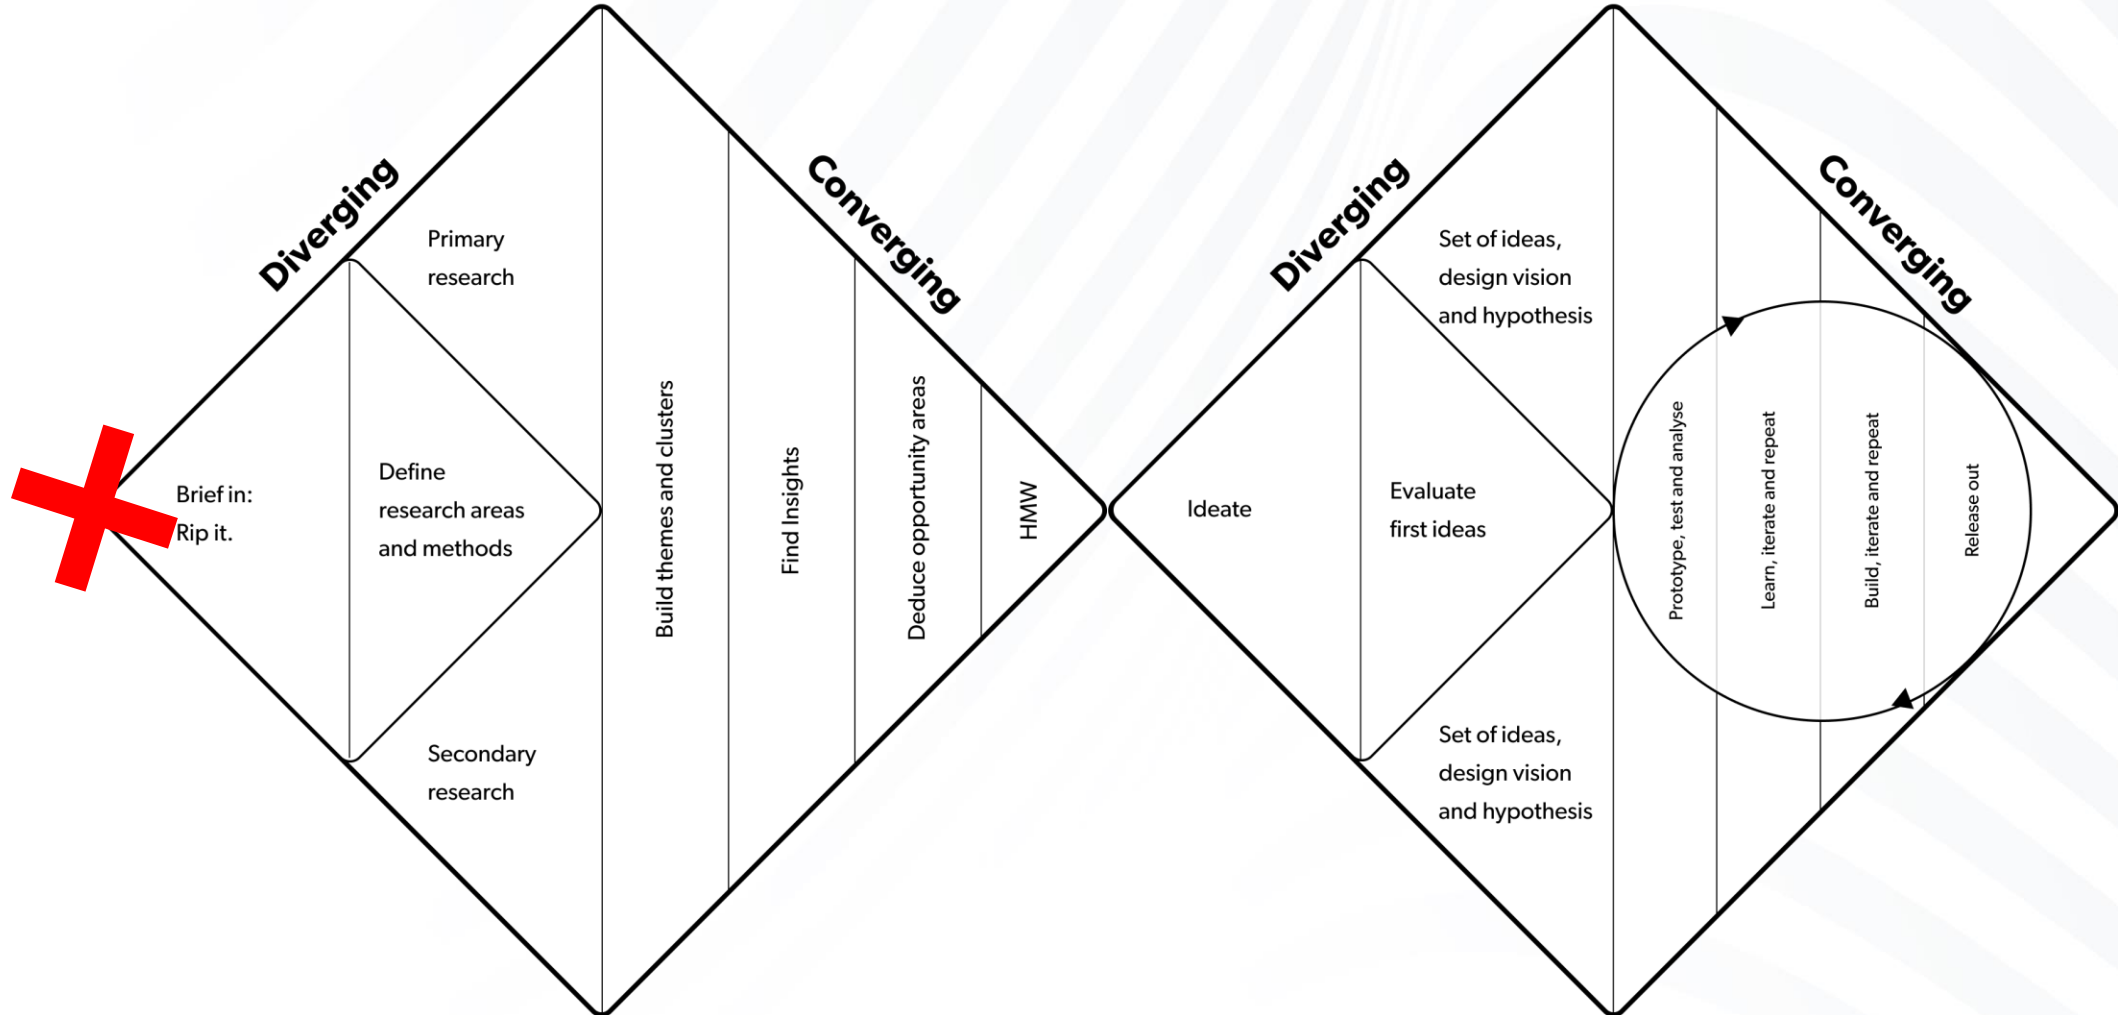 Diverging
Converging
Brief in:
Rip it.
Define
research areas
and methods
Primary
research
Secondary
research
Build themes and clusters
Find Insights
Deduce opportunity areas
HMW
Diverging
Converging
Ideate
Evaluate
first ideas
Set of ideas,
design vision
and hypothesis
Set of ideas,
design vision
and hypothesis
Prototype, test and analyse
Learn, iterate and repeat
Build, iterate and repeat
Release out